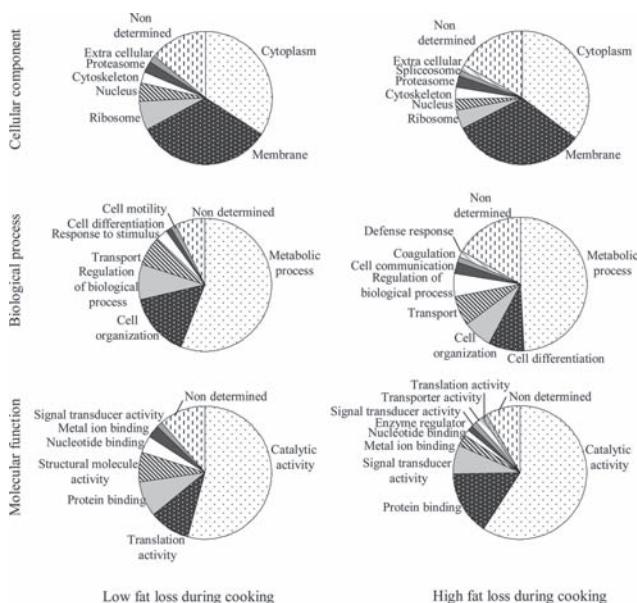 Cellular component
Non
determined
Cytoplasm
Extra cellular
Proteasome
Cytoskeleton
Nucleus
Ribosome
Membrane
Non
determined
Cytoplasm
Extra cellular
Spliceosome
Proteasome
Cytoskeleton
Nucleus
Ribosome
Membrane
Biological process
Cell motility
Non determined
Cell differentiation
Response to stimulus
Metabolic
process
Transport
Regulation
of biological
process
Cell
organization
Non
determined
Defense response
Metabolic
process
Coagulation
Cell communication
Regulation of
biological process
Transport
Cell
organization
Cell differentiation
Molecular function
Non determined
Signal transducer activity
Metal ion binding
Nucleotide binding
Catalytic
activity
Structural molecule
activity
Protein binding
Translation
activity
Translation activity
Transporter activity
Non determined
Signal transducer activity
Enzyme regulator
Nucleotide binding
Metal ion binding
Catalytic
activity
Signal transducer
activity
Protein binding
Low fat loss during cooking
High fat loss during cooking